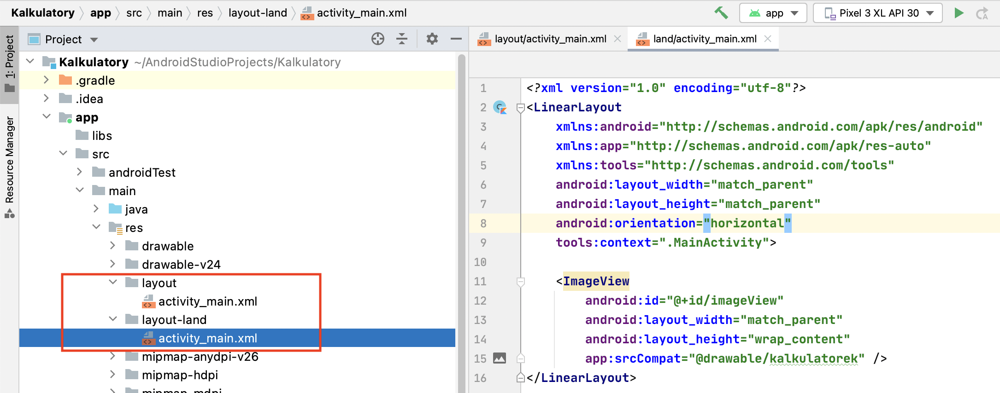 Kalkulatory app src main res layout-land activity_main.xml app Pixel 3 XL API 30
1: Project
Resource Manager
Project
Kalkulatory ~/AndroidStudioProjects/Kalkulatory
.gradle
.idea
app
libs
src
androidTest
main
java
res
drawable
drawable-v24
layout
activity_main.xml
layout-land
activity_main.xml
mipmap-anydpi-v26
mipmap-hdpi
mipmap-mdpi
layout/activity_main.xml land/activity_main.xml
1 <?xml version="1.0" encoding="utf-8"?>
2 <LinearLayout
3 xmlns:android="http://schemas.android.com/apk/res/android"
4 xmlns:app="http://schemas.android.com/apk/res-auto"
5 xmlns:tools="http://schemas.android.com/tools"
6 android:layout_width="match_parent"
7 android:layout_height="match_parent"
8 android:orientation="horizontal"
9 tools:context=".MainActivity">
10
11 <ImageView
12 android:id="@+id/imageView"
13 android:layout_width="match_parent"
14 android:layout_height="wrap_content"
15 app:srcCompat="@drawable/kalkulatorek" />
16 </LinearLayout>